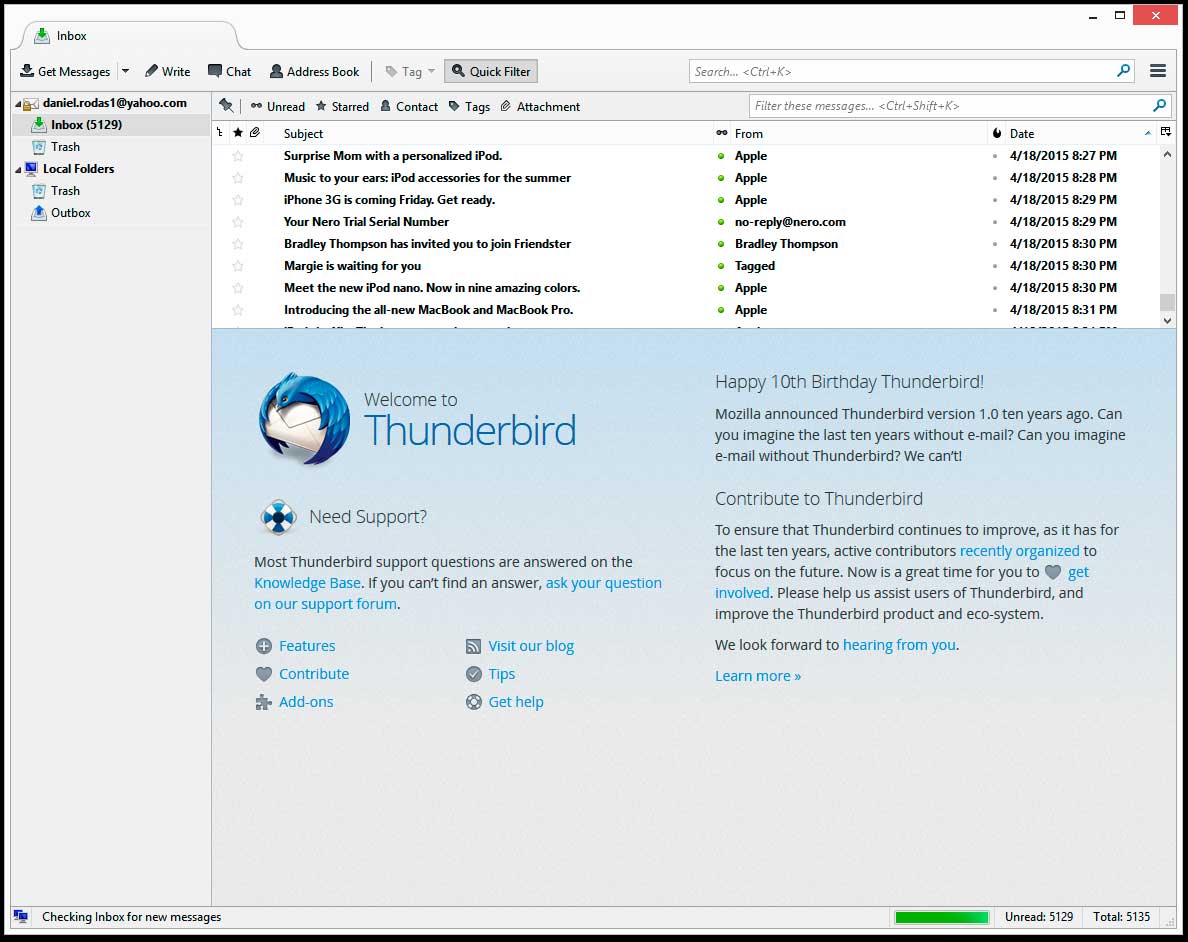 Inbox
Get Messages Write Chat Address Book Tag Quick Filter Search... <Ctrl+K>
daniel.rodas1@yahoo.com
Inbox (5129)
Trash
Local Folders
Trash
Outbox
Unread Starred Contact Tags Attachment Filter these messages... <Ctrl+Shift+K>
Subject From Date
Surprise Mom with a personalized iPod. Apple 4/18/2015 8:27 PM
Music to your ears: iPod accessories for the summer Apple 4/18/2015 8:28 PM
iPhone 3G is coming Friday. Get ready. Apple 4/18/2015 8:29 PM
Your Nero Trial Serial Number no-reply@nero.com 4/18/2015 8:29 PM
Bradley Thompson has invited you to join Friendster Bradley Thompson 4/18/2015 8:30 PM
Margie is waiting for you Tagged 4/18/2015 8:30 PM
Meet the new iPod nano. Now in nine amazing colors. Apple 4/18/2015 8:30 PM
Introducing the all-new MacBook and MacBook Pro. Apple 4/18/2015 8:31 PM
Welcome to
Thunderbird
Need Support?
Most Thunderbird support questions are answered on the
Knowledge Base. If you can't find an answer, ask your question
on our support forum.
Features Visit our blog
Contribute Tips
Add-ons Get help
Happy 10th Birthday Thunderbird!
Mozilla announced Thunderbird version 1.0 ten years ago. Can
you imagine the last ten years without e-mail? Can you imagine
e-mail without Thunderbird? We can't!
Contribute to Thunderbird
To ensure that Thunderbird continues to improve, as it has for
the last ten years, active contributors recently organized to
focus on the future. Now is a great time for you to get
involved. Please help us assist users of Thunderbird, and
improve the Thunderbird product and eco-system.
We look forward to hearing from you.
Learn more »
Checking Inbox for new messages Unread: 5129 Total: 5135